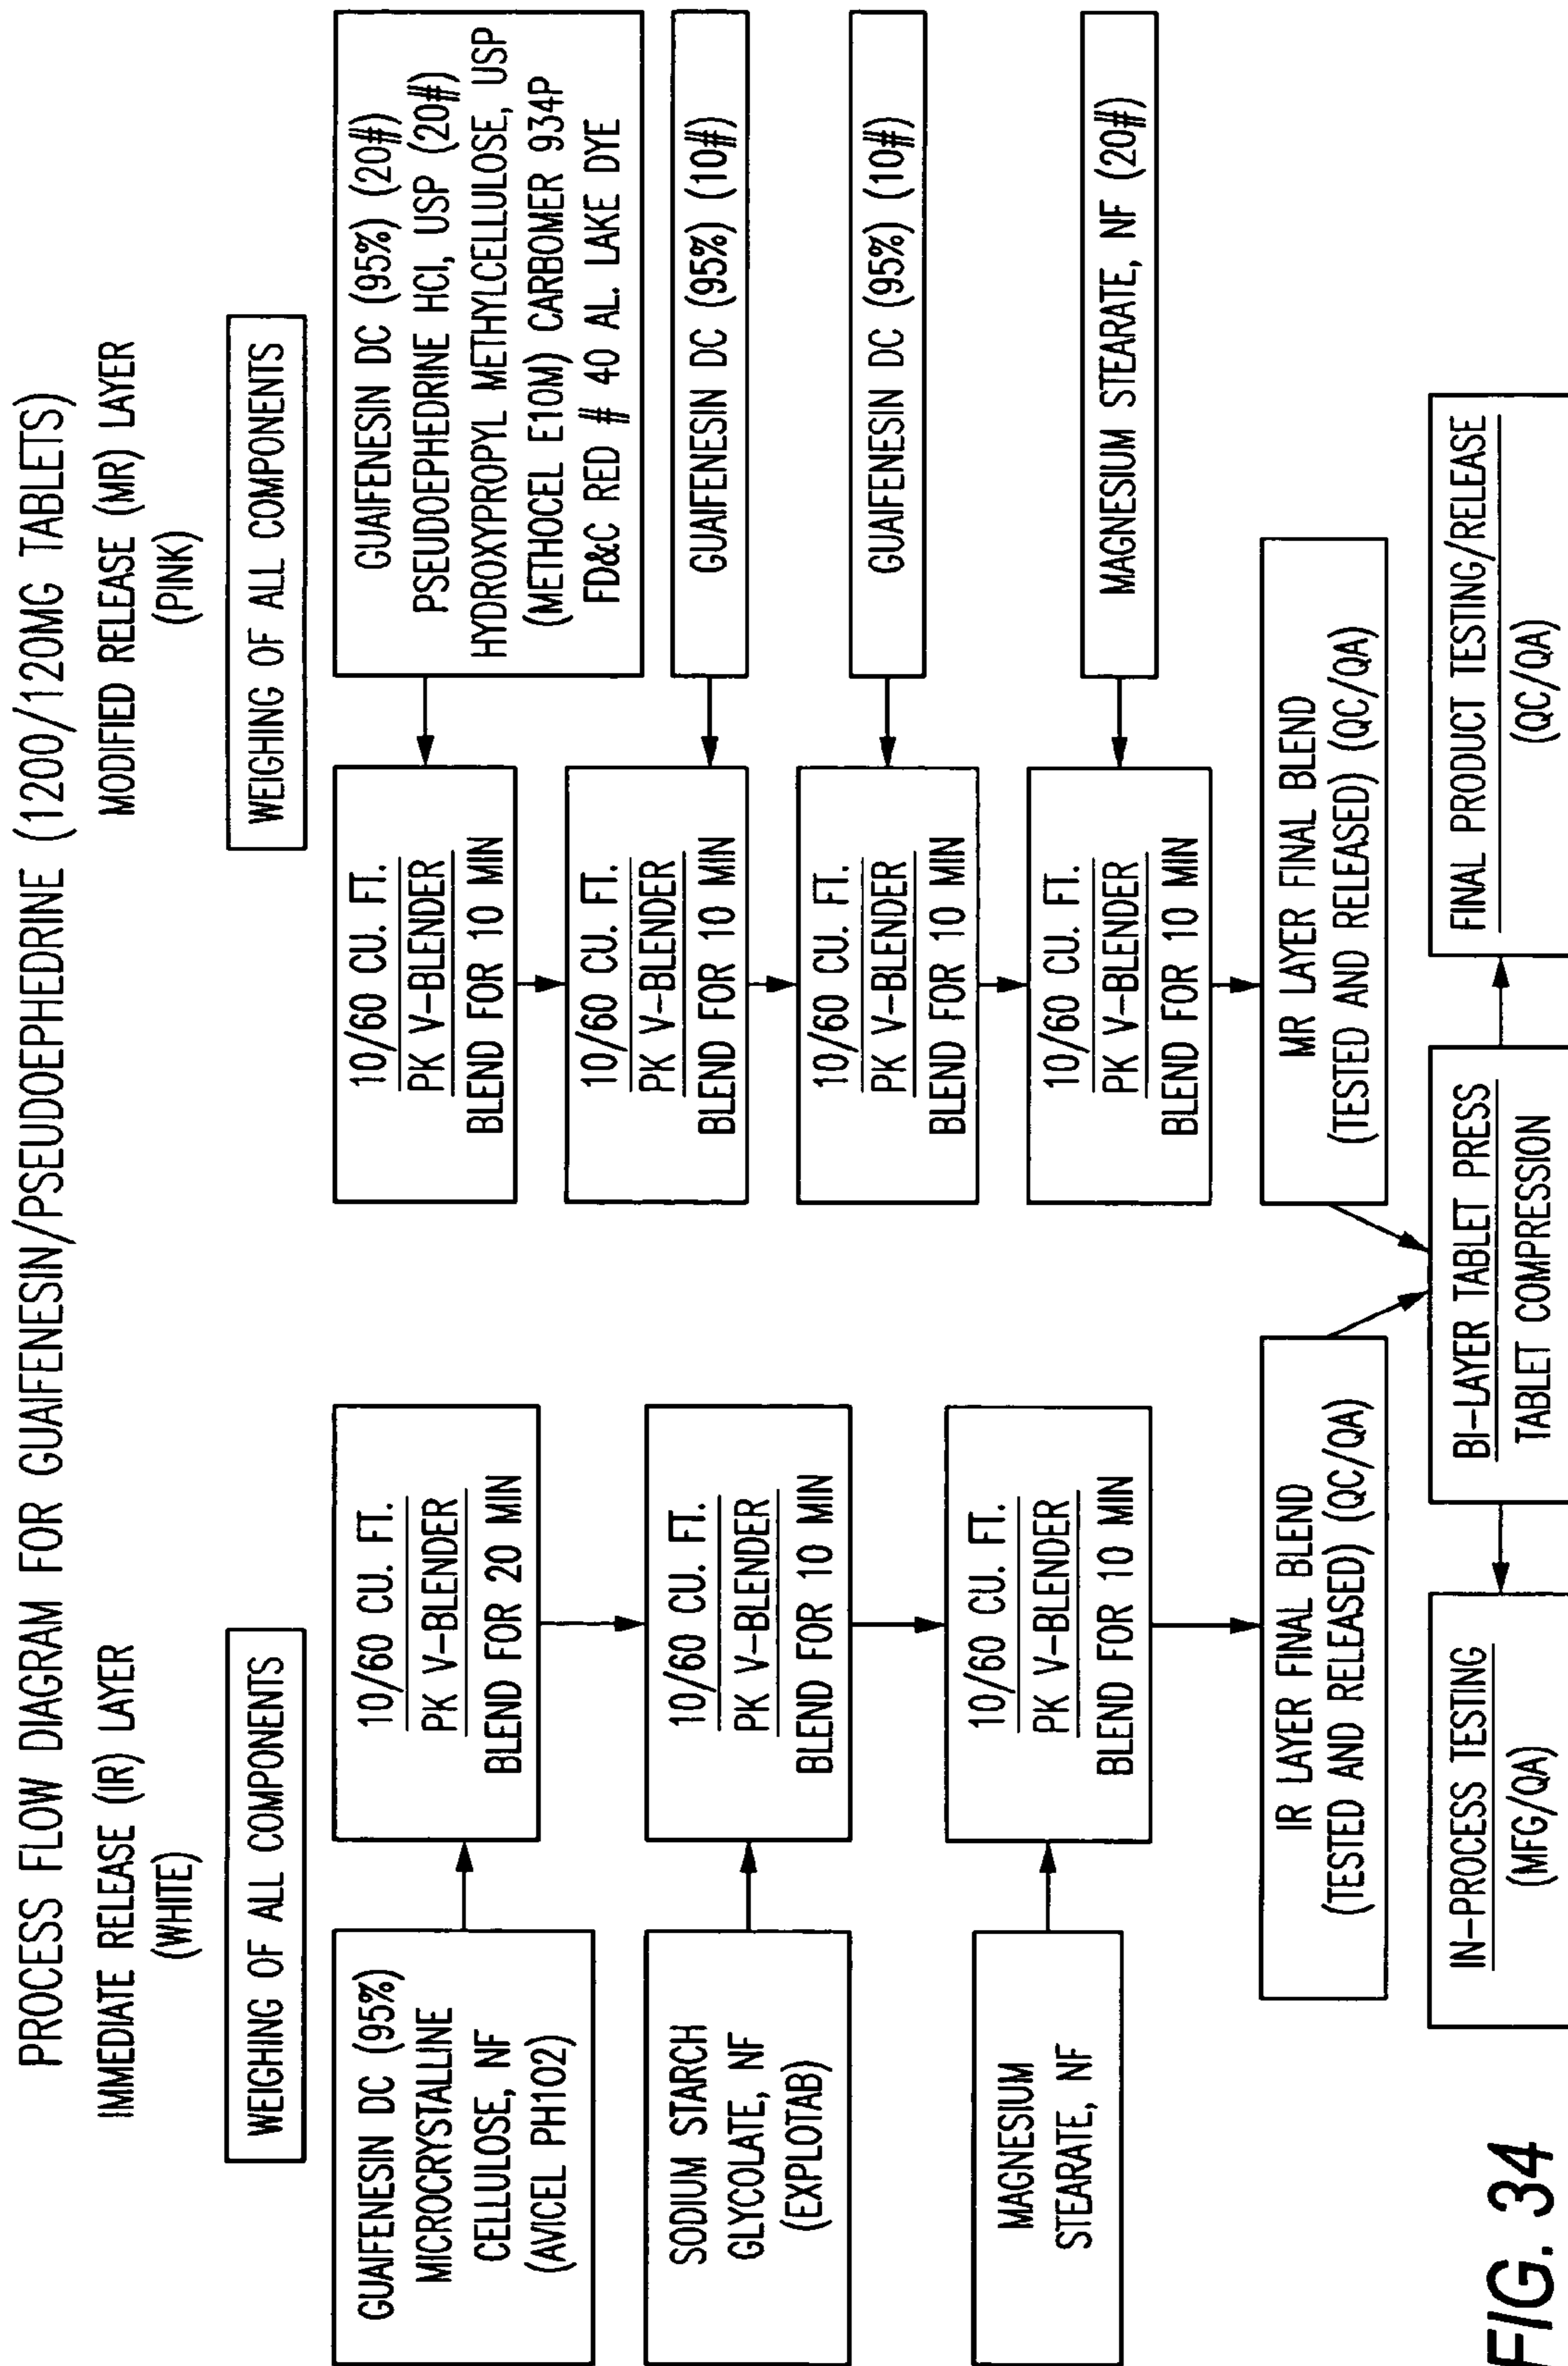 PROCESS FLOW DIAGRAM FOR GUAIFENESIN/PSEUDOEPHEDRINE (1200/120MG TABLETS)
IMMEDIATE RELEASE (IR) LAYER
(WHITE)
WEIGHING OF ALL COMPONENTS
GUAIFENESIN DC (95%)
MICROCRYSTALLINE
CELLULOSE, NF
(AVICEL PH102)
10/60 CU. FT.
PK V-BLENDER
BLEND FOR 20 MIN
SODIUM STARCH
GLYCOLATE, NF
(EXPLOTAB)
10/60 CU. FT.
PK V-BLENDER
BLEND FOR 10 MIN
MAGNESIUM
STEARATE, NF
10/60 CU. FT.
PK V-BLENDER
BLEND FOR 10 MIN
IR LAYER FINAL BLEND
(TESTED AND RELEASED) (QC/QA)
MODIFIED RELEASE (MR) LAYER
(PINK)
WEIGHING OF ALL COMPONENTS
10/60 CU. FT.
PK V-BLENDER
BLEND FOR 10 MIN
GUAIFENESIN DC (95%) (20#)
PSEUDOEPHEDRINE HCI, USP (20#)
HYDROXYPROPYL METHYLCELLULOSE, USP
(METHOCEL E10M) CARBOMER 934P
FD&C RED # 40 AL. LAKE DYE
10/60 CU. FT.
PK V-BLENDER
BLEND FOR 10 MIN
GUAIFENESIN DC (95%) (10#)
10/60 CU. FT.
PK V-BLENDER
BLEND FOR 10 MIN
GUAIFENESIN DC (95%) (10#)
10/60 CU. FT.
PK V-BLENDER
BLEND FOR 10 MIN
MAGNESIUM STEARATE, NF (20#)
MR LAYER FINAL BLEND
(TESTED AND RELEASED) (QC/QA)
IN-PROCESS TESTING
(MFG/QA)
BI-LAYER TABLET PRESS
TABLET COMPRESSION
FINAL PRODUCT TESTING/RELEASE
(QC/QA)
FIG. 34